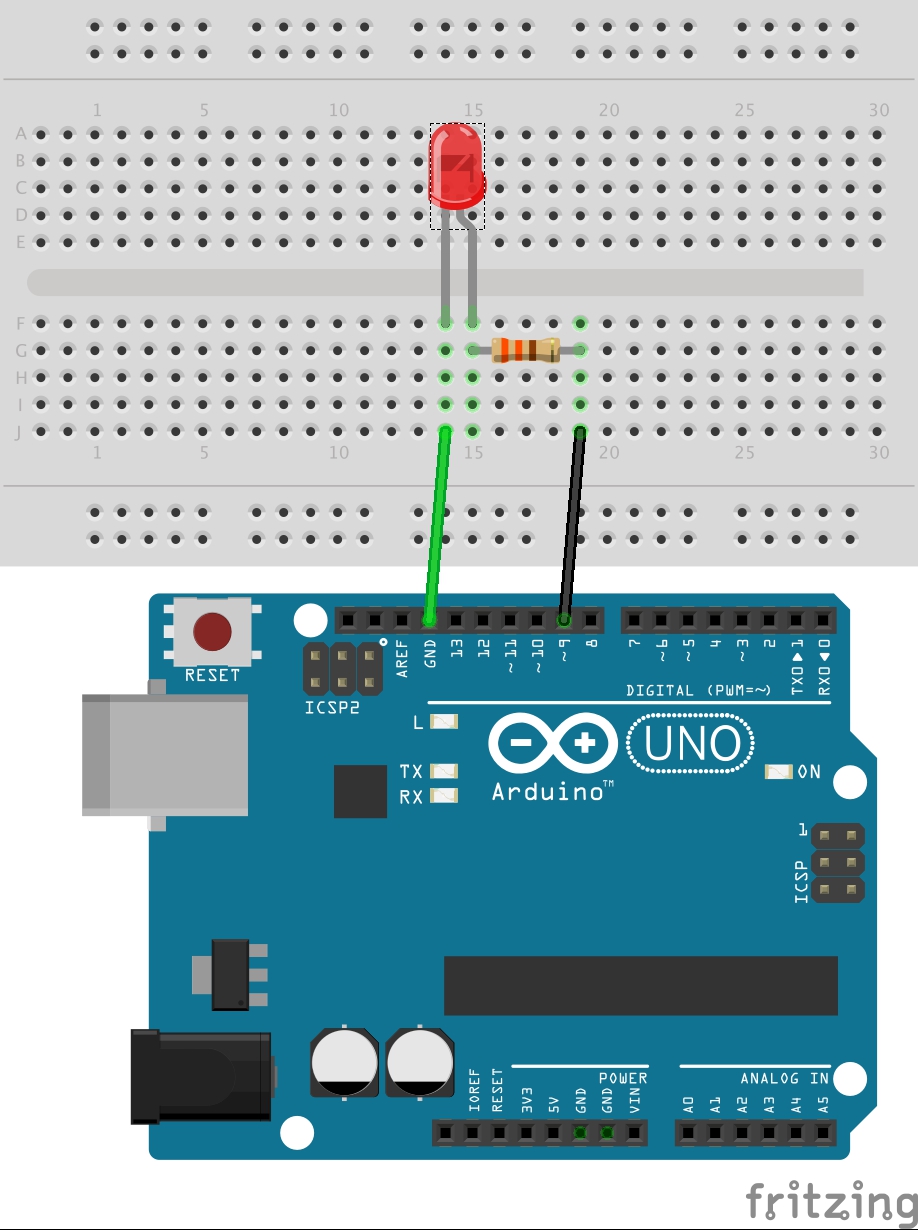 1 5 10 15 20 25 30
A
B
C
D
E
F
G
H
I
J
1 5 10 15 20 25 30
RESET
ICSP2
AREF
GND
13
12
~11
~10
~9
8
7
~6
~5
4
~3
2
TX0▶1
RX0◀0
DIGITAL (PWM=~)
L
TX
RX
UNO
Arduino™
ON
1
ICSP
IOREF
RESET
3V3
5V
GND
GND
VIN
POWER
A0
A1
A2
A3
A4
A5
ANALOG IN
fritzing